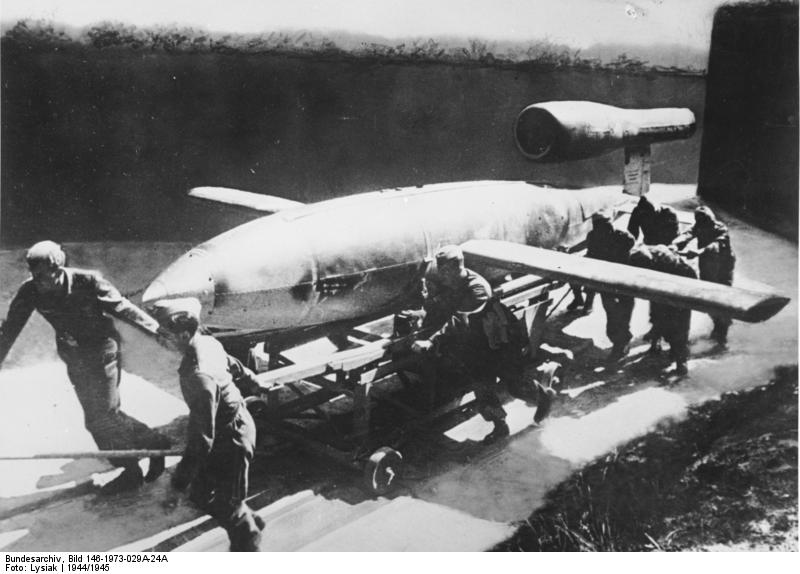 Bundesarchiv, Bild 146-1973-029A-24A
Foto: Lysiak | 1944/1945